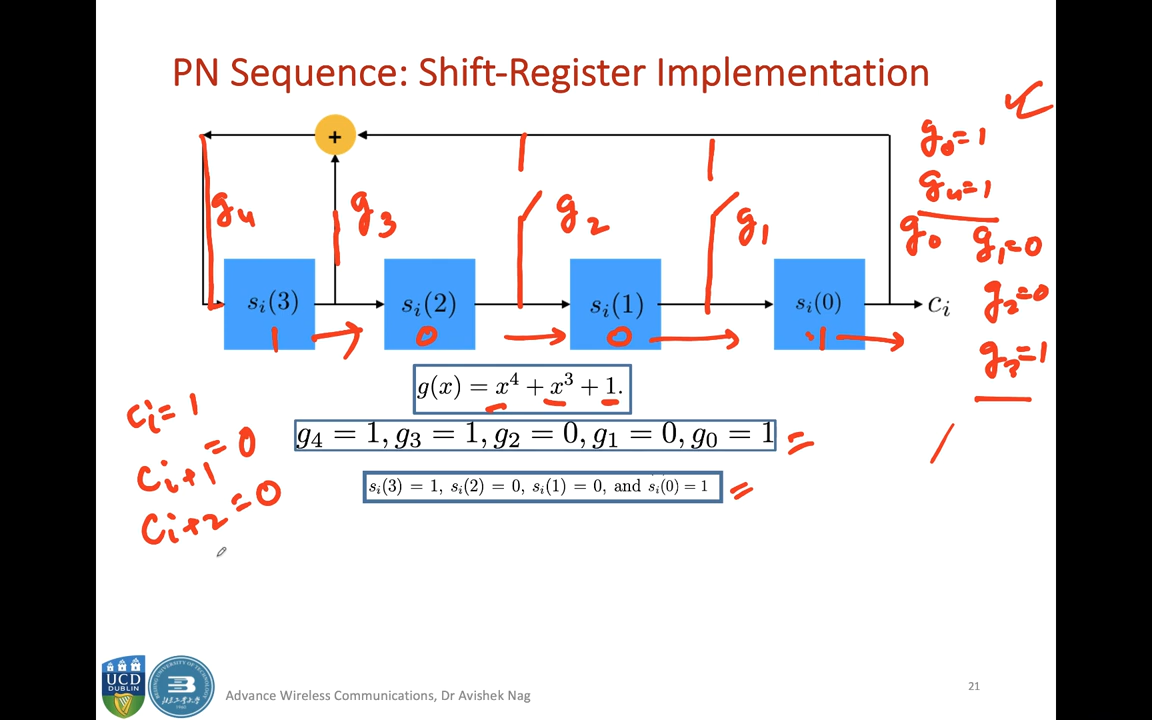 PN Sequence: Shift-Register Implementation
+
g₀=1
g₄=1
g₄ g₃ g₂ g₁ g₀ g₁=0
sᵢ(3) sᵢ(2) sᵢ(1) sᵢ(0) cᵢ
g₂=0
1 0 0 1
g₃=1
g(x) = x⁴ + x³ + 1.
cᵢ=1
g₄ = 1, g₃ = 1, g₂ = 0, g₁ = 0, g₀ = 1
cᵢ+1=0
sᵢ(3) = 1, sᵢ(2) = 0, sᵢ(1) = 0, and sᵢ(0) = 1
cᵢ+2=0
UCD
DUBLIN
Advance Wireless Communications, Dr Avishek Nag
21